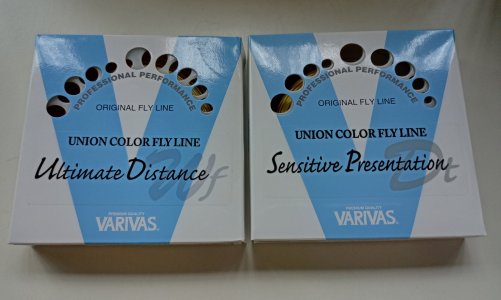 PROFESSIONAL PERFORMANCE
ORIGINAL FLY LINE
UNION COLOR FLY LINE
Ultimate Distance
Wf
PREMIUM QUALITY
VARIVAS
PROFESSIONAL PERFORMANCE
ORIGINAL FLY LINE
UNION COLOR FLY LINE
Sensitive Presentation
Dt
PREMIUM QUALITY
VARIVAS